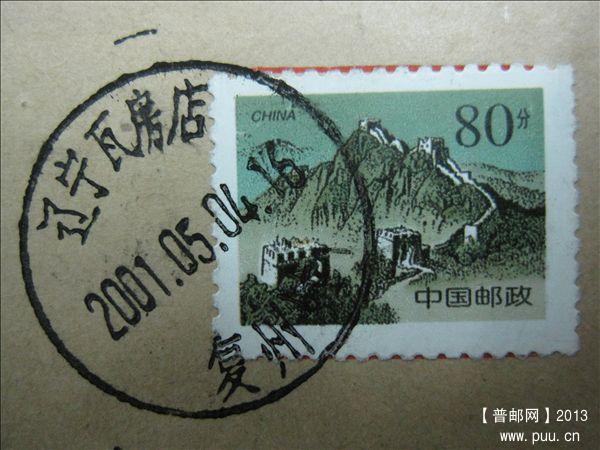 辽宁瓦房店
2001.05.04.16
复州
CHINA
80分
中国邮政
【普邮网】2013
www.puu.cn